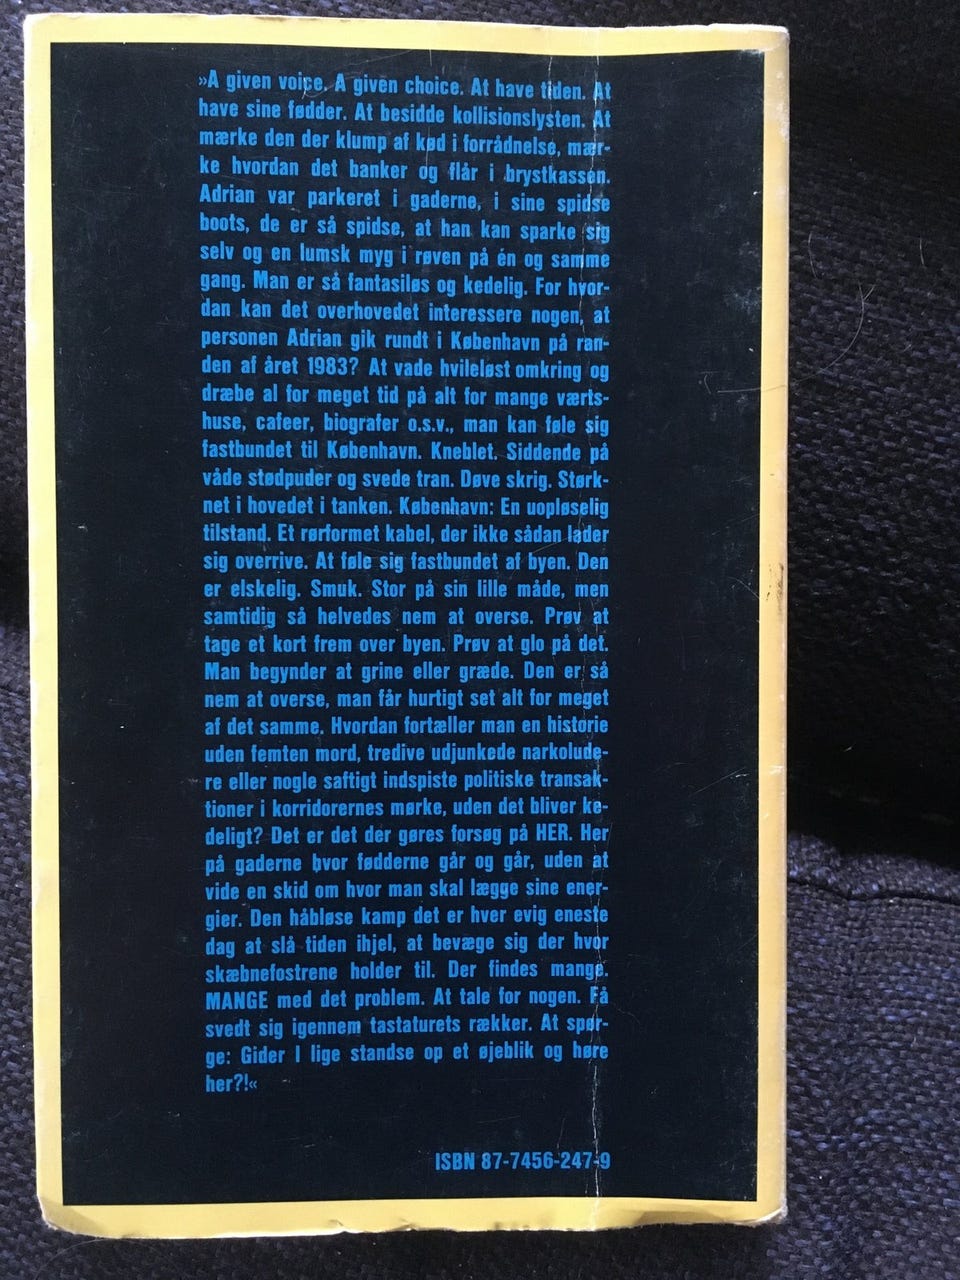 »A given voice. A given choice. At have tiden. At
have sine fødder. At besidde kollisionslysten. At
mærke den der klump af kød i forrådnelse, mær-
ke hvordan det banker og flår i brystkassen.
Adrian var parkeret i gaderne, i sine spidse
boots, de er så spidse, at han kan sparke sig
selv og en lumsk myg i røven på én og samme
gang. Man er så fantasiløs og kedelig. For hvor-
dan kan det overhovedet interessere nogen, at
personen Adrian gik rundt i København på ran-
den af året 1983? At vade hvileløst omkring og
dræbe al for meget tid på alt for mange værts-
huse, cafeer, biografer o.s.v., man kan føle sig
fastbundet til København. Kneblet. Siddende på
våde stødpuder og svede tran. Døve skrig. Størk-
net i hovedet i tanken. København: En uopløselig
tilstand. Et rørformet kabel, der ikke sådan lader
sig overrive. At føle sig fastbundet af byen. Den
er elskelig. Smuk. Stor på sin lille måde, men
samtidig så helvedes nem at overse. Prøv at
tage et kort frem over byen. Prøv at glo på det.
Man begynder at grine eller græde. Den er så
nem at overse, man får hurtigt set alt for meget
af det samme. Hvordan fortæller man en historie
uden femten mord, tredive udjunkede narkolude-
re eller nogle saftigt indspiste politiske transak-
tioner i korridorernes mørke, uden det bliver ke-
deligt? Det er det der gøres forsøg på HER. Her
på gaderne hvor fødderne går og går, uden at
vide en skid om hvor man skal lægge sine ener-
gier. Den håbløse kamp det er hver evig eneste
dag at slå tiden ihjel, at bevæge sig der hvor
skæbnefostrene holder til. Der findes mange.
MANGE med det problem. At tale for nogen. Få
svedt sig igennem tastaturets rækker. At spør-
ge: Gider I lige standse op et øjeblik og høre
her?!«
ISBN 87-7456-247-9